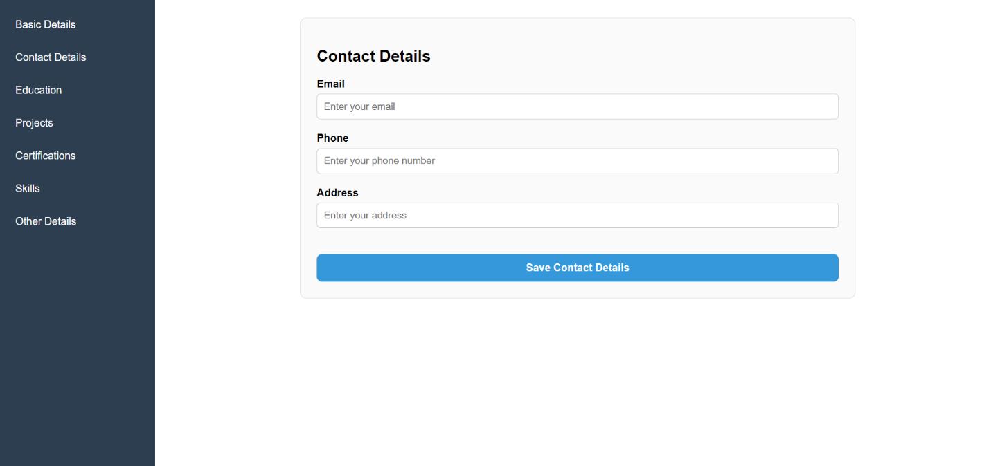 Basic Details
Contact Details
Education
Projects
Certifications
Skills
Other Details
Contact Details
Email
Enter your email
Phone
Enter your phone number
Address
Enter your address
Save Contact Details